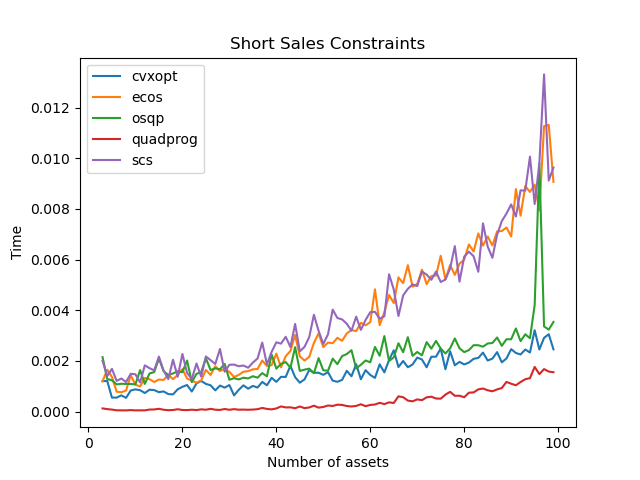 Short Sales Constraints
cvxopt
ecos
osqp
quadprog
scs
Time
0.012
0.010
0.008
0.006
0.004
0.002
0.000
0 20 40 60 80 100
Number of assets